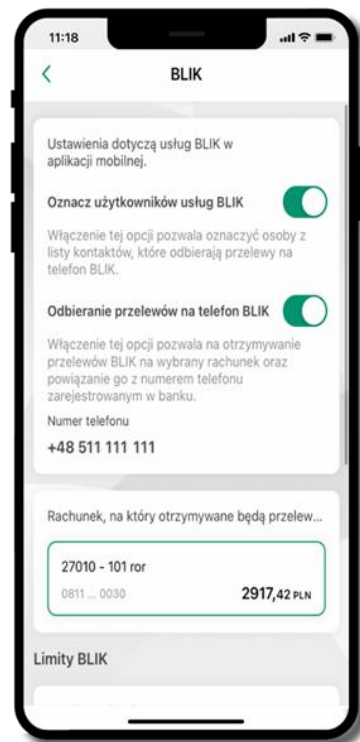 11:18
BLIK
Ustawienia dotyczą usług BLIK w
aplikacji mobilnej.
Oznacz użytkowników usług BLIK
Włączenie tej opcji pozwala oznaczyć osoby z
listy kontaktów, które odbierają przelewy na
telefon BLIK.
Odbieranie przelewów na telefon BLIK
Włączenie tej opcji pozwala na otrzymywanie
przelewów BLIK na wybrany rachunek oraz
powiązanie go z numerem telefonu
zarejestrowanym w banku.
Numer telefonu
+48 511 111 111
Rachunek, na który otrzymywane będą przelew...
27010 - 101 ror
0811 ... 0030 2917,42 PLN
Limity BLIK